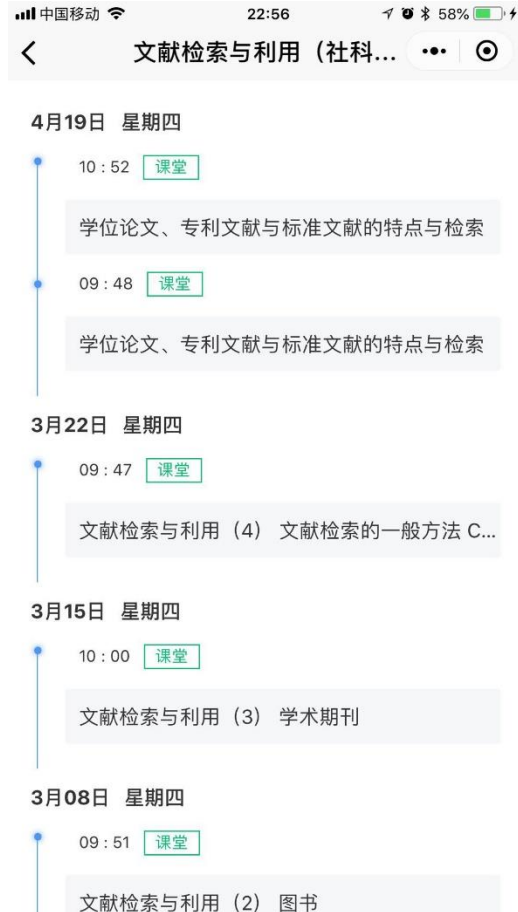 中国移动 22:56 58%
文献检索与利用（社科...
4月19日 星期四
10:52 课堂
学位论文、专利文献与标准文献的特点与检索
09:48 课堂
学位论文、专利文献与标准文献的特点与检索
3月22日 星期四
09:47 课堂
文献检索与利用（4） 文献检索的一般方法 C...
3月15日 星期四
10:00 课堂
文献检索与利用（3） 学术期刊
3月08日 星期四
09:51 课堂
文献检索与利用（2） 图书